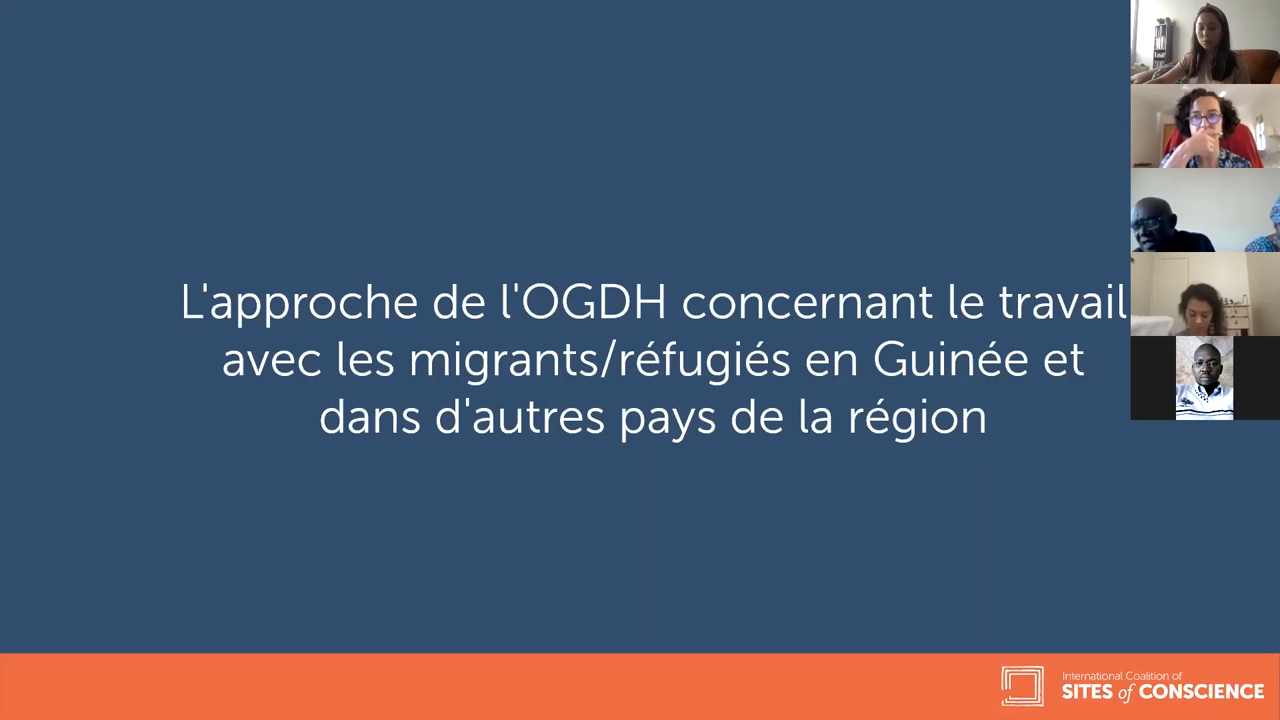 L'approche de l'OGDH concernant le travail
avec les migrants/réfugiés en Guinée et
dans d'autres pays de la région
International Coalition of
SITES of CONSCIENCE